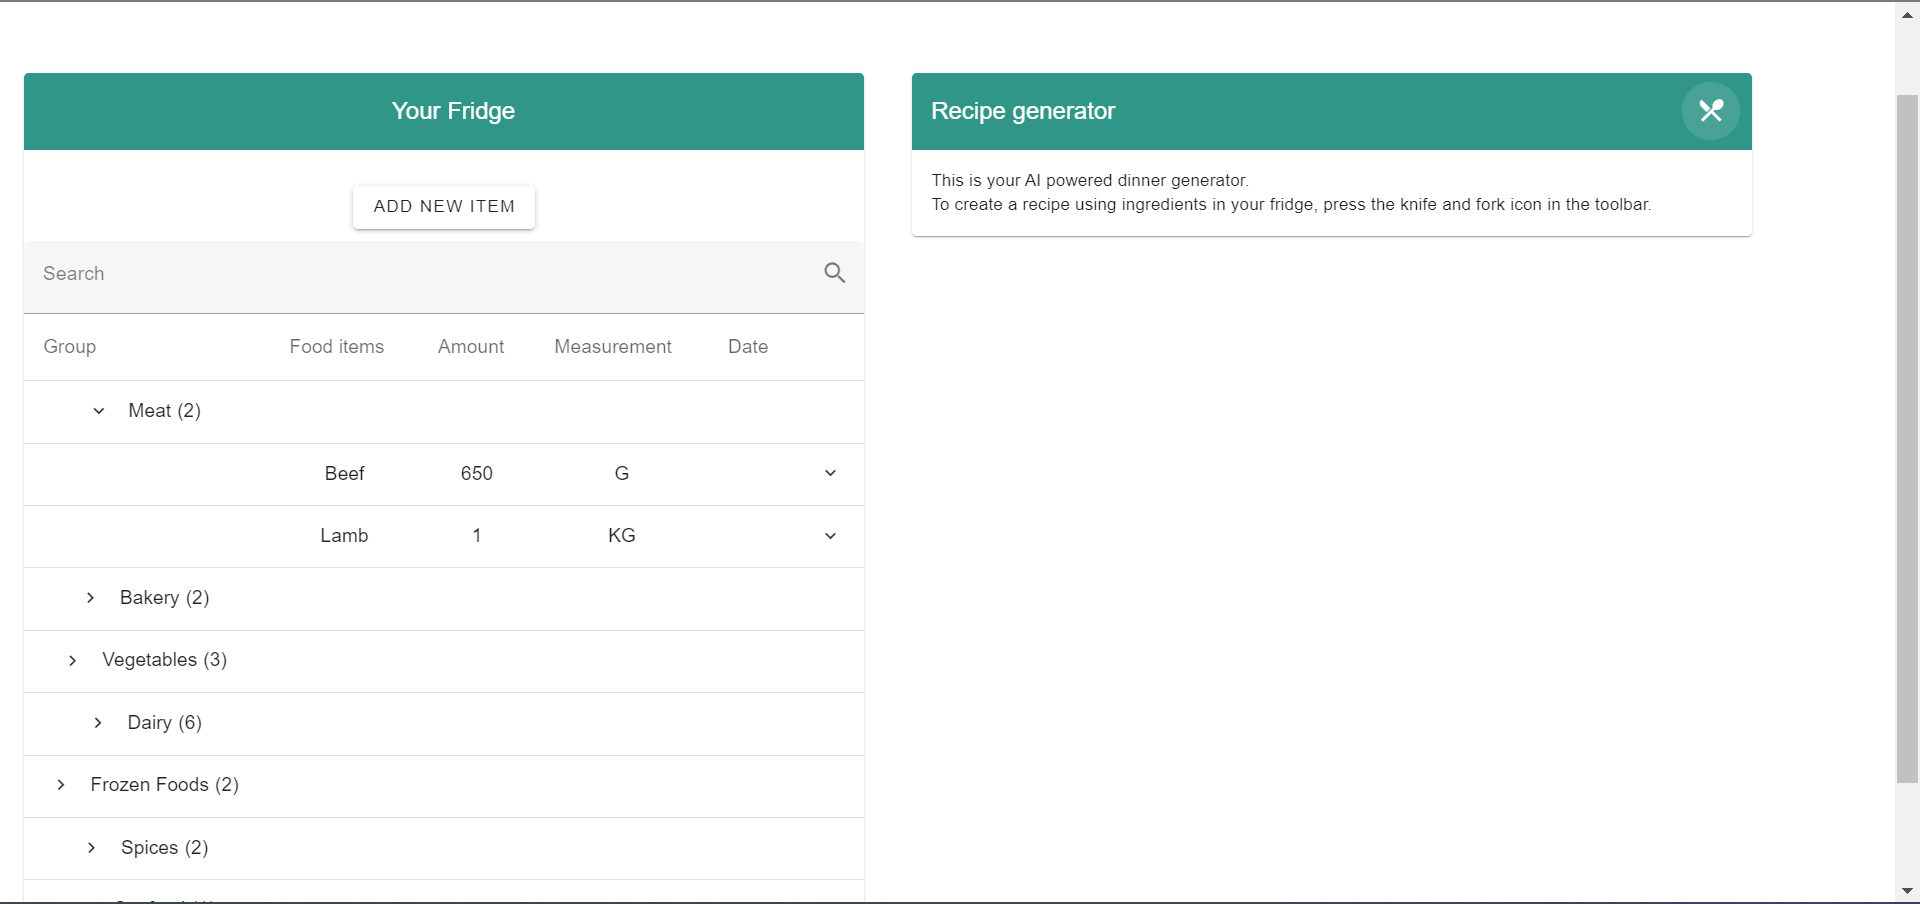 Your Fridge
ADD NEW ITEM
Search
Group Food items Amount Measurement Date
Meat (2)
Beef 650 G
Lamb 1 KG
Bakery (2)
Vegetables (3)
Dairy (6)
Frozen Foods (2)
Spices (2)
Recipe generator
This is your AI powered dinner generator.
To create a recipe using ingredients in your fridge, press the knife and fork icon in the toolbar.